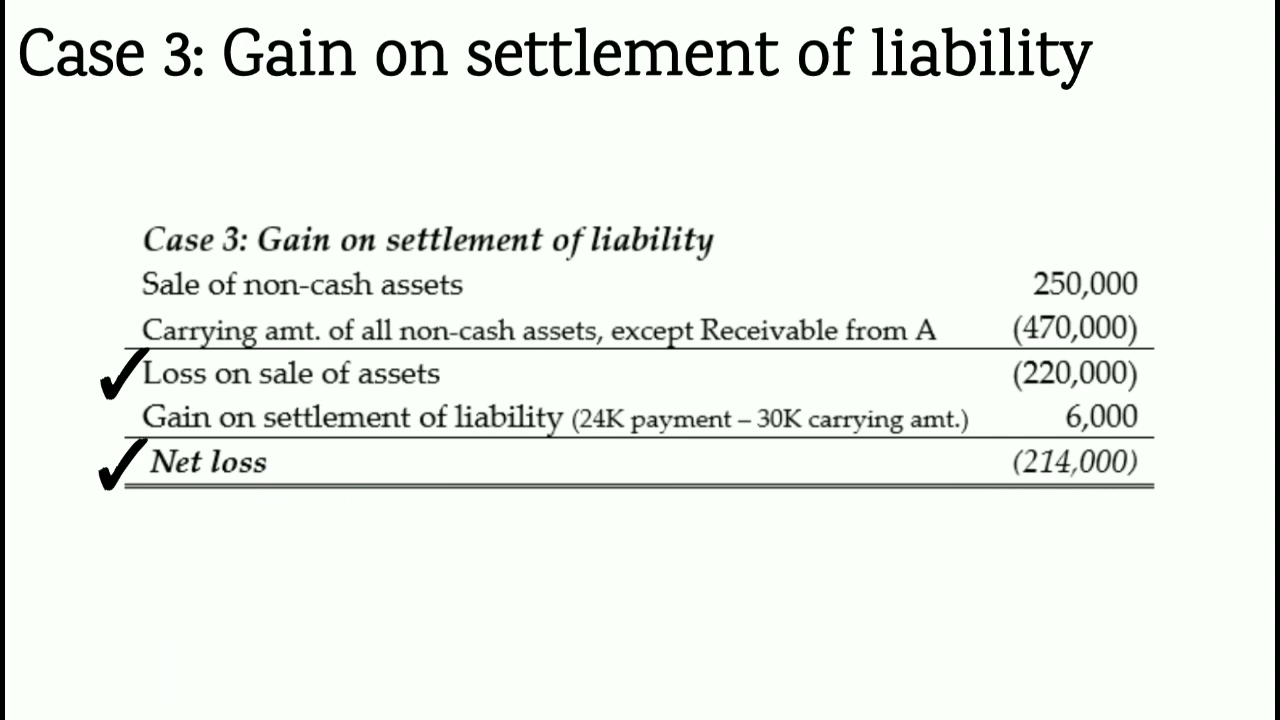 Case 3: Gain on settlement of liability
Case 3: Gain on settlement of liability
Sale of non-cash assets 250,000
Carrying amt. of all non-cash assets, except Receivable from A (470,000)
Loss on sale of assets (220,000)
Gain on settlement of liability (24K payment – 30K carrying amt.) 6,000
Net loss (214,000)